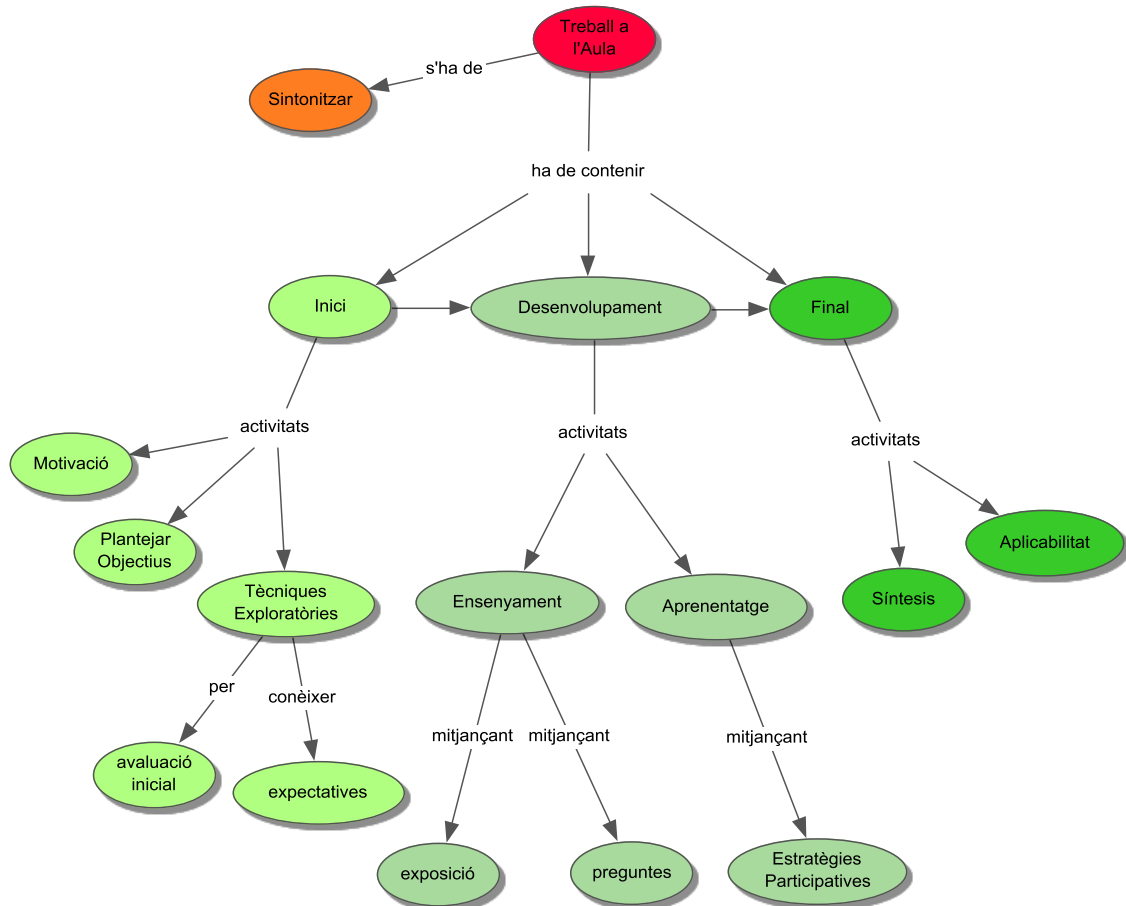 Treball a
l'Aula
s'ha de
Sintonitzar
ha de contenir
Inici
Desenvolupament
Final
activitats
activitats
activitats
Motivació
Plantejar
Objectius
Tècniques
Exploratòries
Ensenyament
Aprenentatge
Síntesis
Aplicabilitat
per
conèixer
mitjançant
mitjançant
mitjançant
avaluació
inicial
expectatives
exposició
preguntes
Estratègies
Participatives